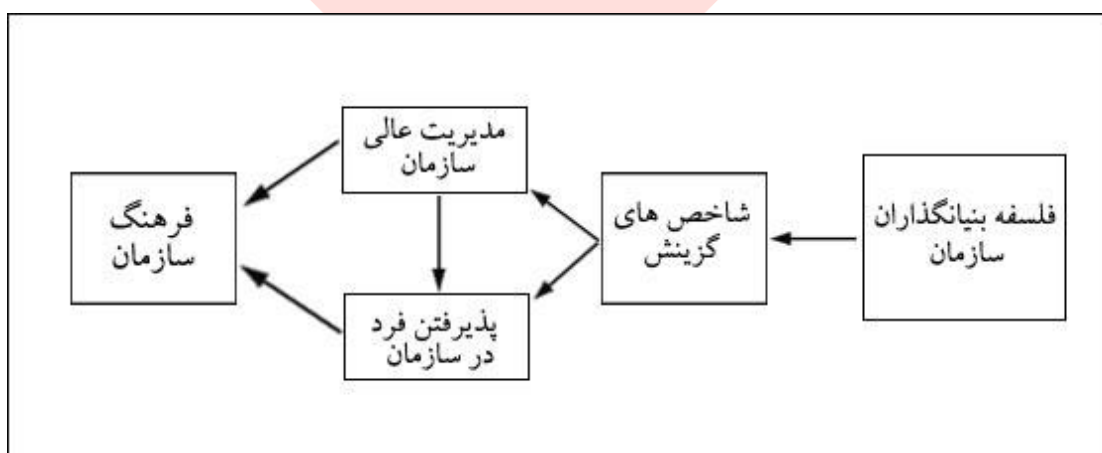 فلسفه بنیانگذاران
سازمان
شاخص های
گزینش
مدیریت عالی
سازمان
پذیرفتن فرد
در سازمان
فرهنگ
سازمان